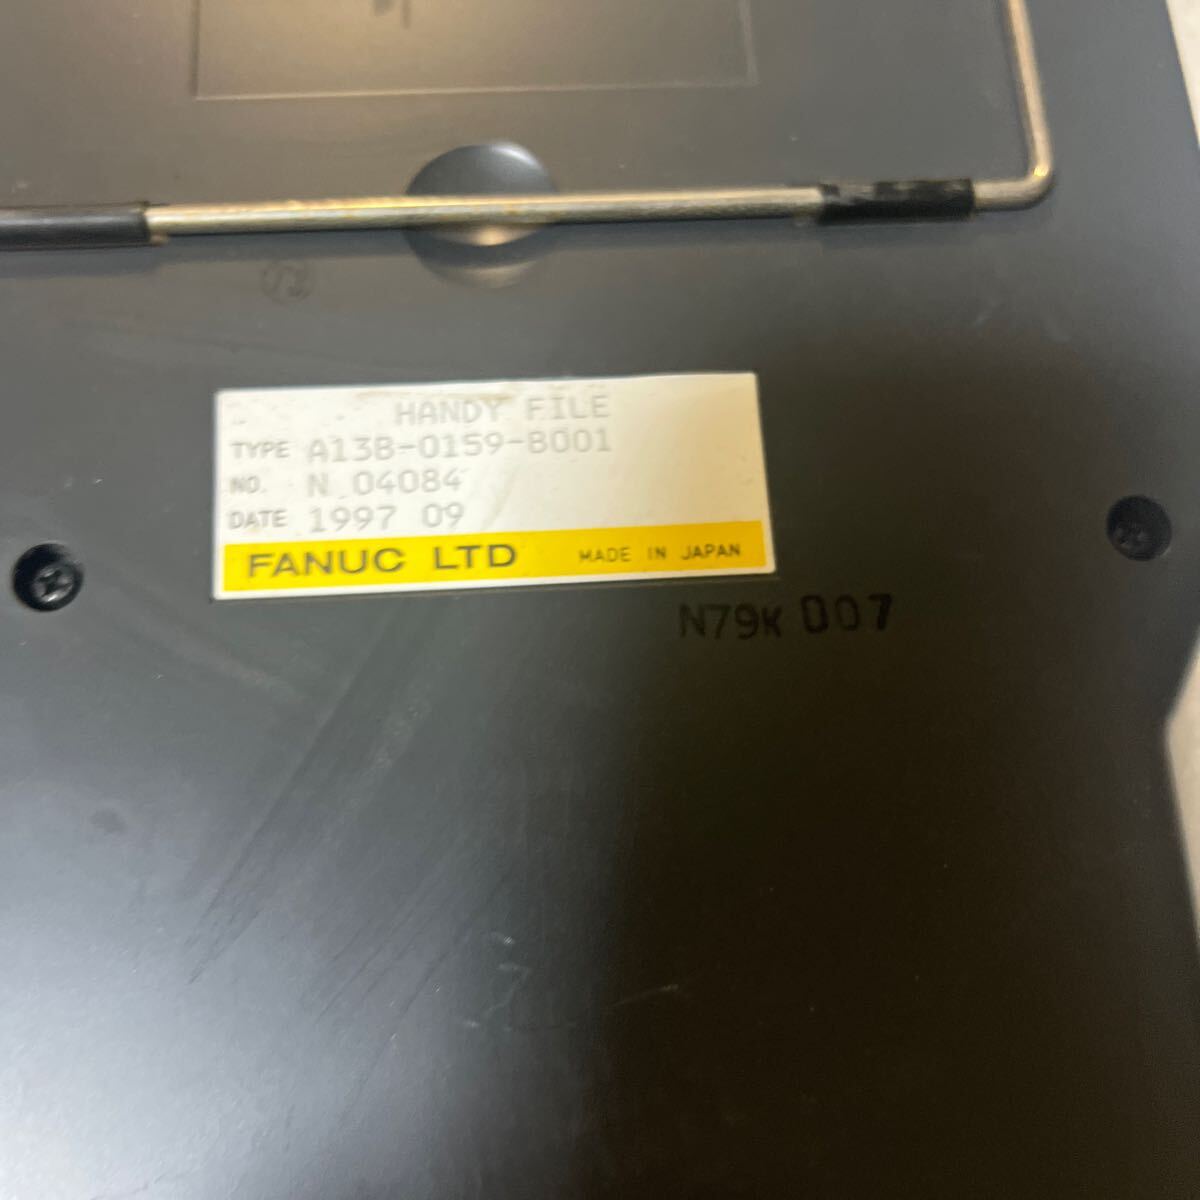 HANDY FILE
TYPE A13B-0159-B001
NO. N 04084
DATE 1997 09
FANUC LTD MADE IN JAPAN
N79K 007